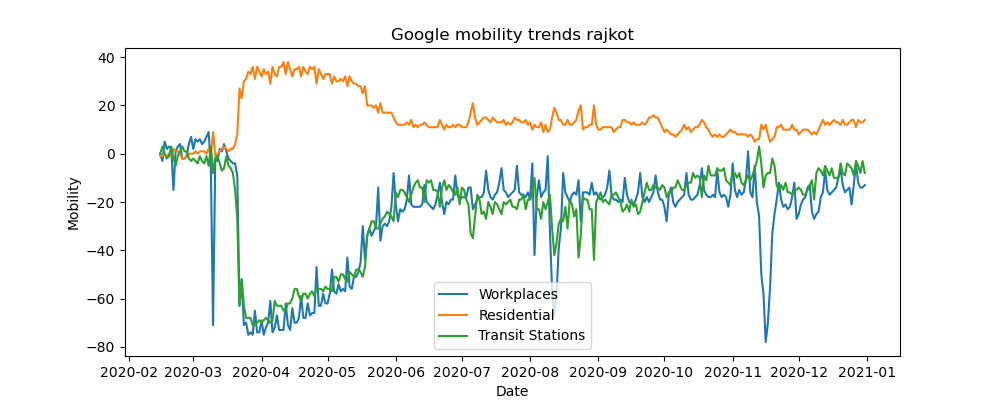 Google mobility trends rajkot
40
20
0
−20
−40
−60
−80
Mobility
Workplaces
Residential
Transit Stations
2020-02 2020-03 2020-04 2020-05 2020-06 2020-07 2020-08 2020-09 2020-10 2020-11 2020-12 2021-01
Date